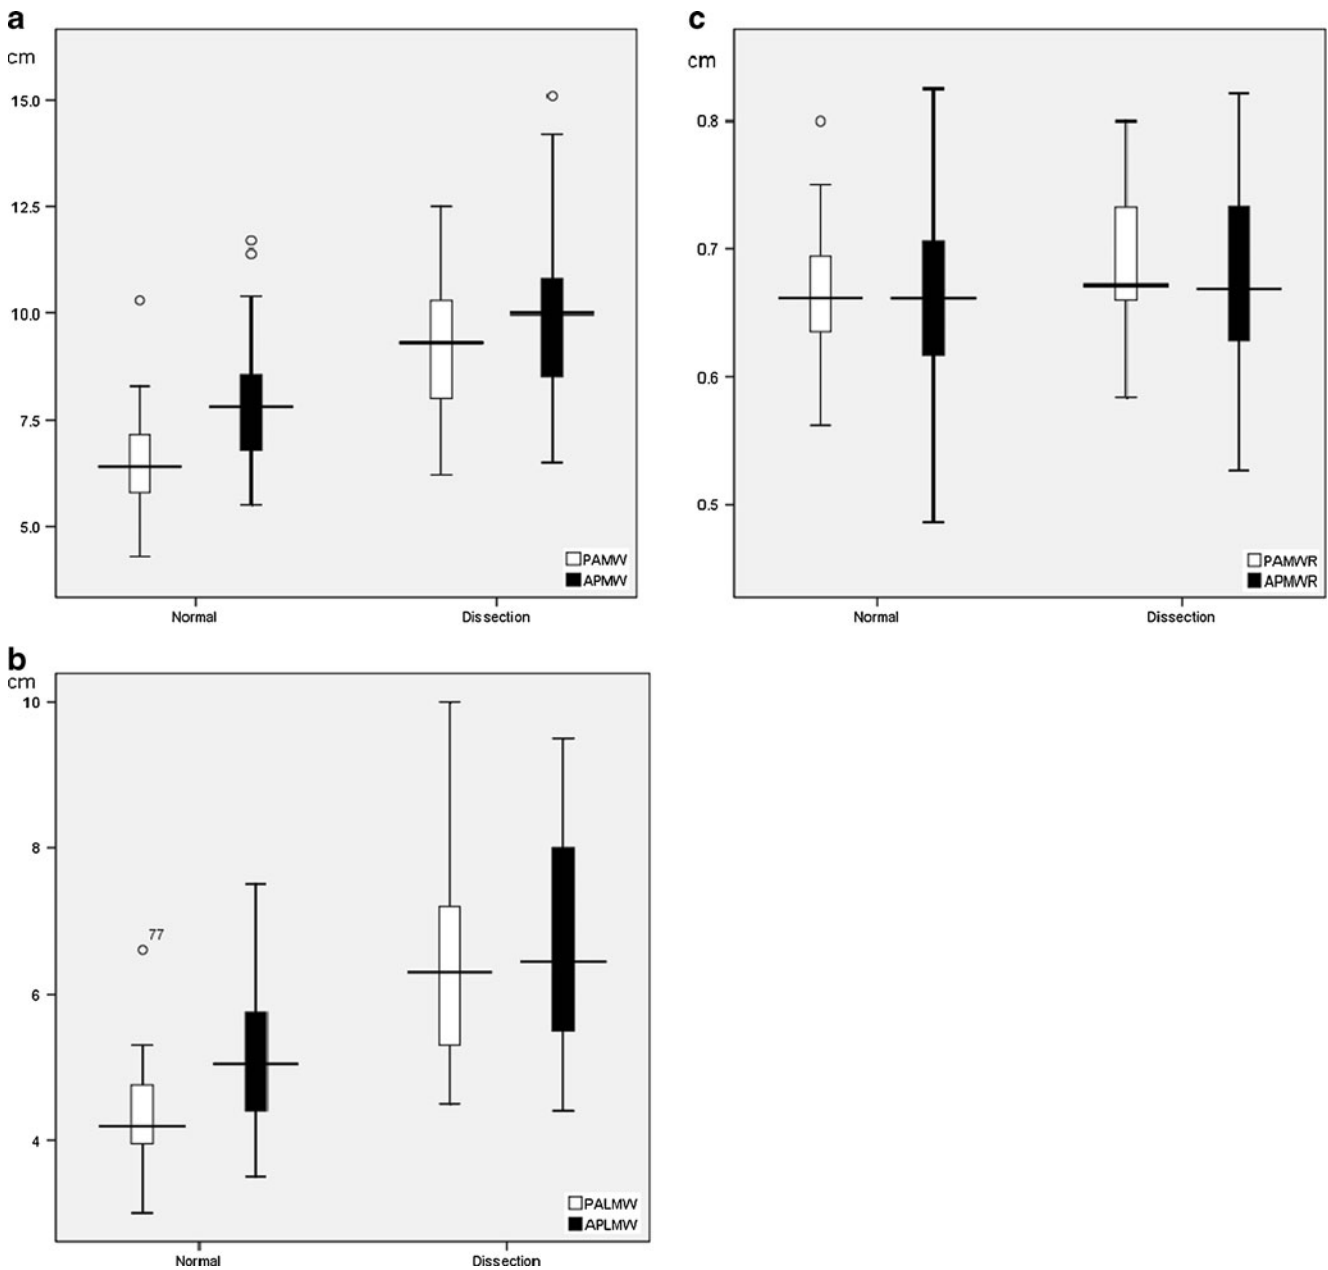 a
cm
15.0
12.5
10.0
7.5
5.0
PAMW
APMW
Normal Dissection
b
cm
10
8
77
6
4
PALMW
APLMW
Normal Dissection
c
cm
0.8
0.7
0.6
0.5
PAMWR
APMWR
Normal Dissection